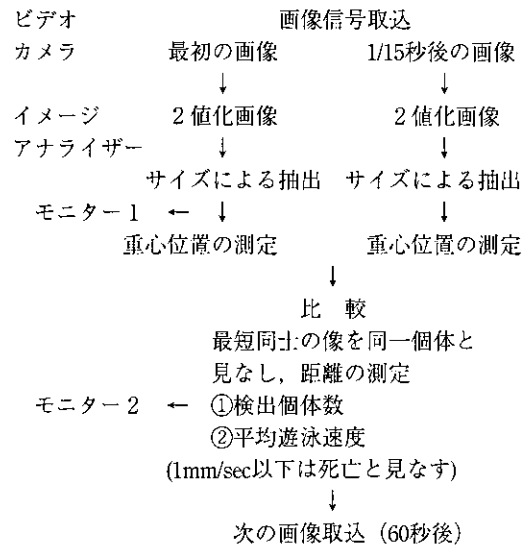 ビデオ 画像信号取込
カメラ 最初の画像 1/15秒後の画像
↓ ↓
イメージ 2値化画像 2値化画像
アナライザー ↓ ↓
サイズによる抽出 サイズによる抽出
モニター1 ← ↓ ↓
重心位置の測定 重心位置の測定
↓
比 較
最短同士の像を同一個体と
見なし，距離の測定
モニター2 ← ①検出個体数
②平均遊泳速度
(1mm/sec以下は死亡と見なす)
↓
次の画像取込（60秒後）